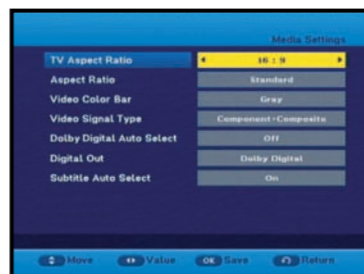 Media Settings
TV Aspect Ratio 16 : 9
Aspect Ratio Standard
Video Color Bar Gray
Video Signal Type Component+Composite
Dolby Digital Auto Select Off
Digital Out Dolby Digital
Subtitle Auto Select On
Move Value OK Save Return